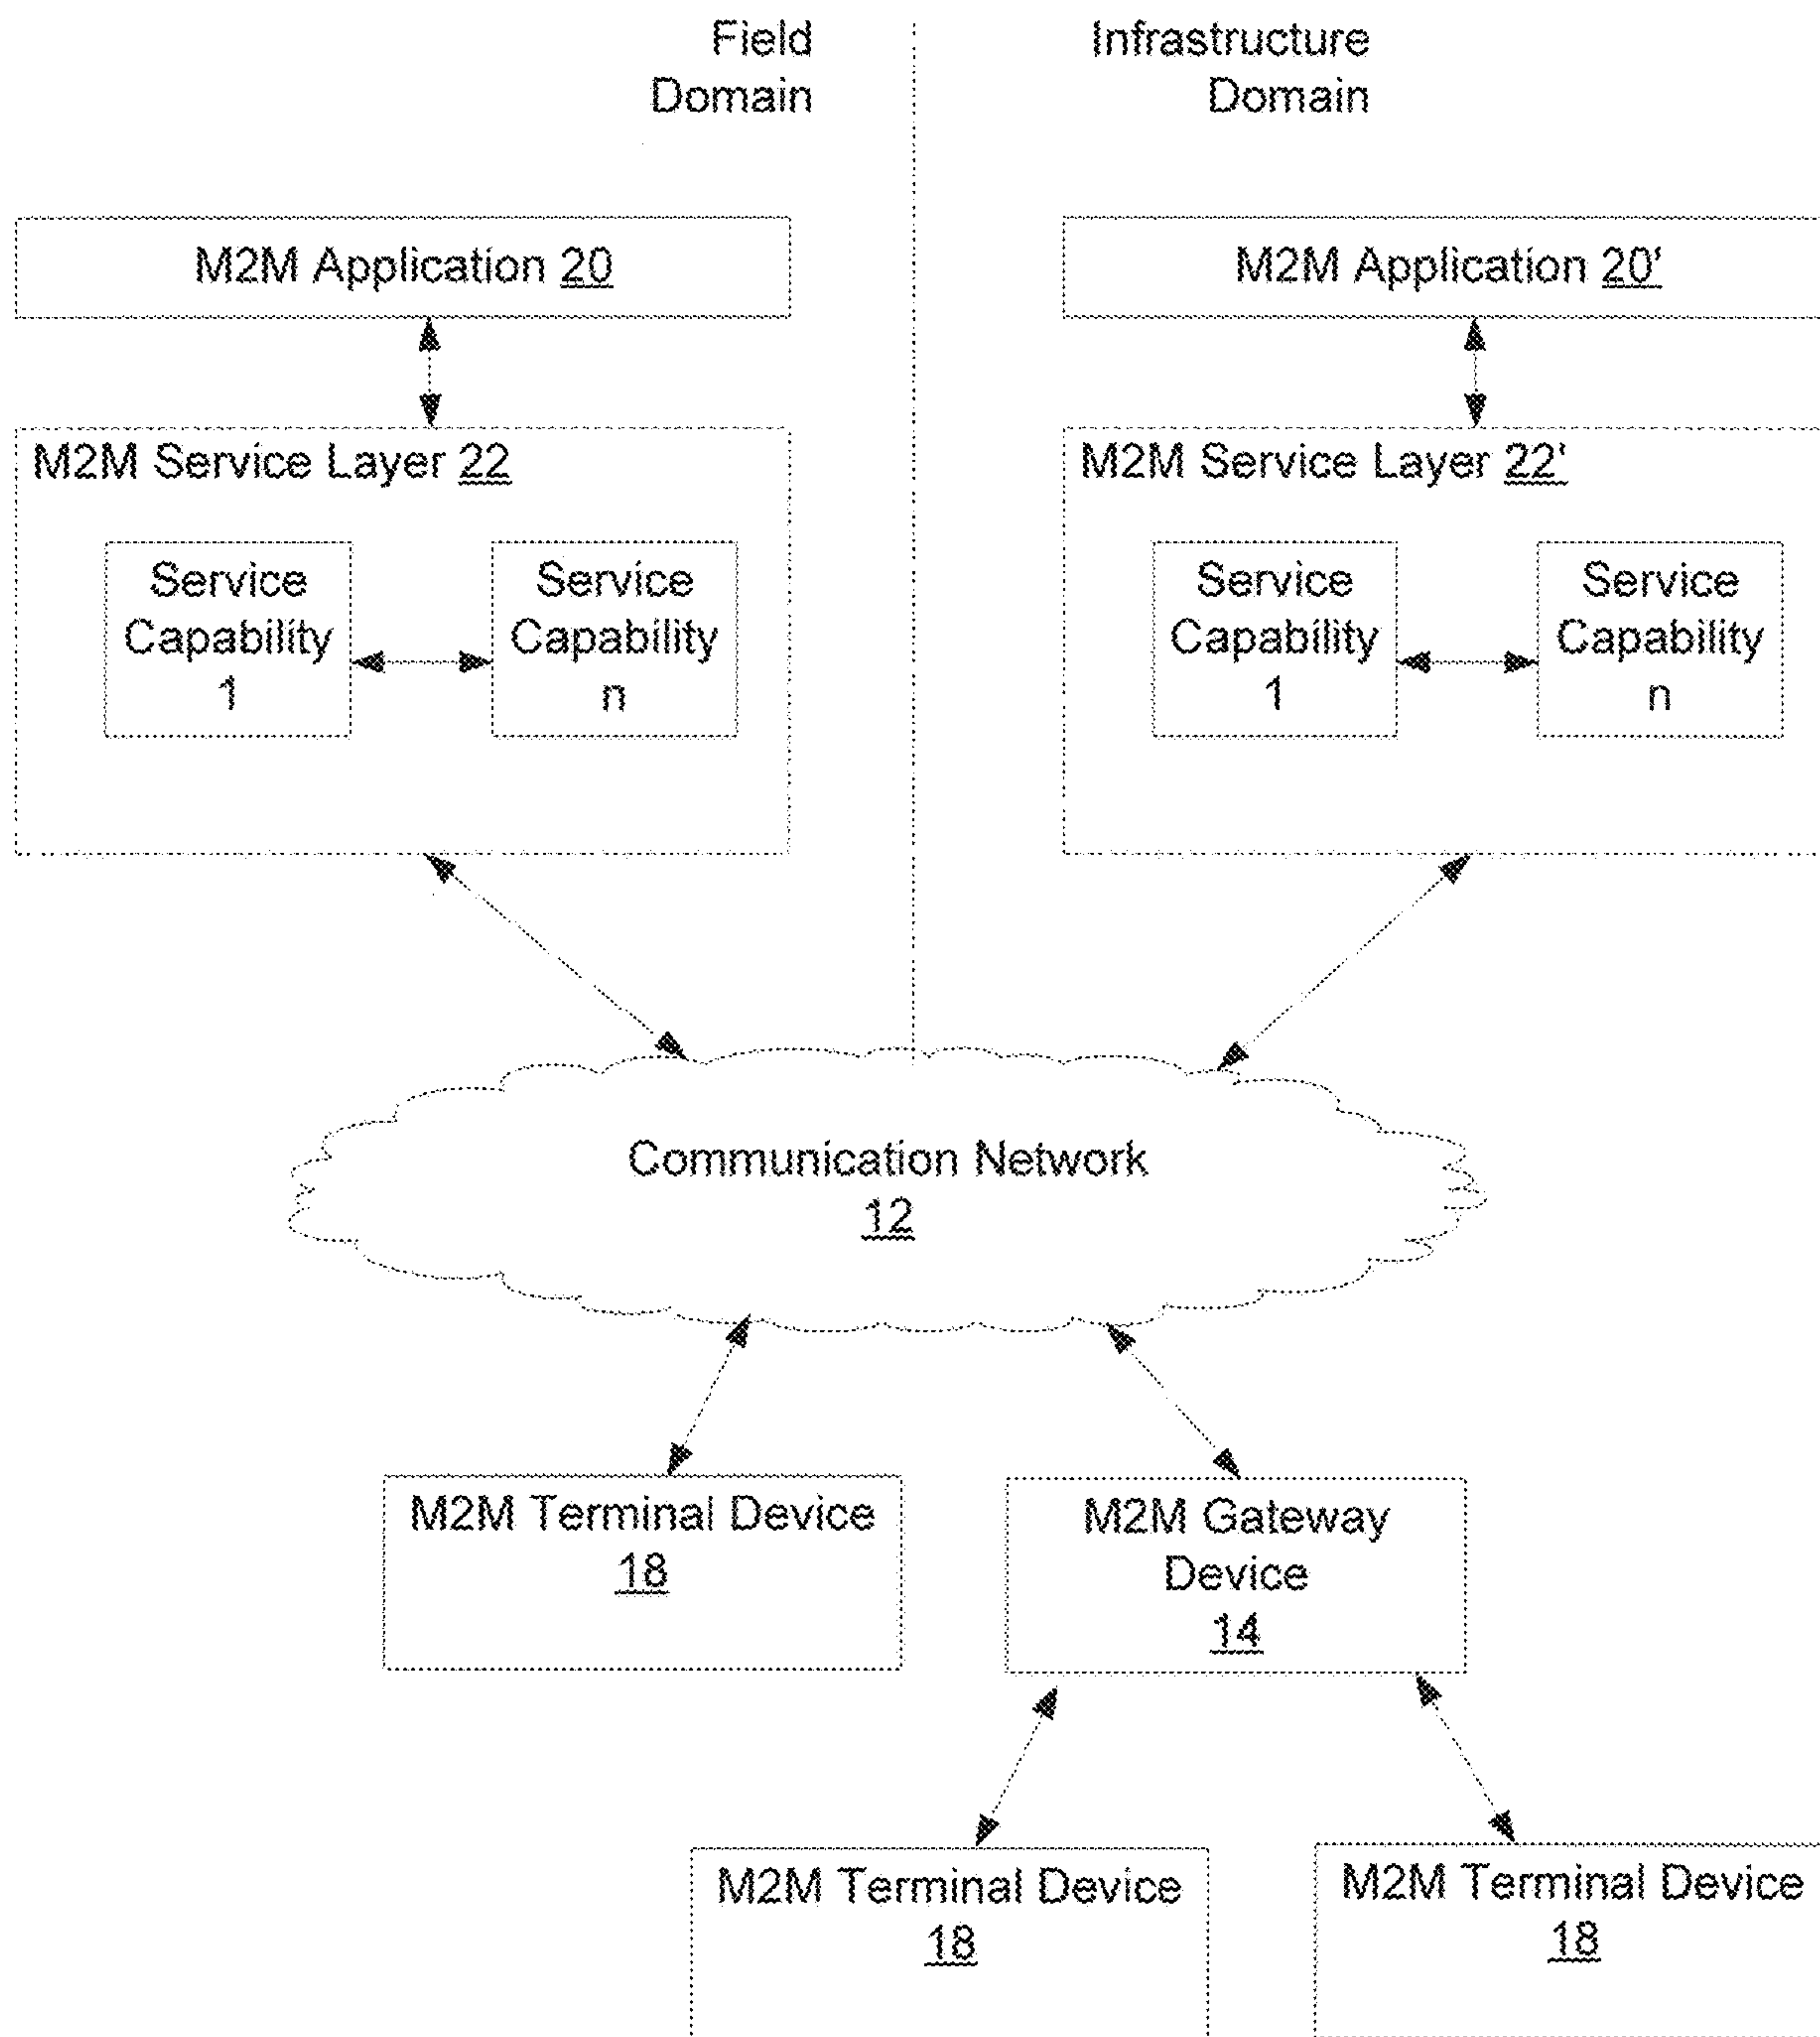 Field
Domain
Infrastructure
Domain
M2M Application 20
M2M Application 20'
M2M Service Layer 22
Service
Capability
1
Service
Capability
n
M2M Service Layer 22'
Service
Capability
1
Service
Capability
n
Communication Network
12
M2M Terminal Device
18
M2M Gateway
Device
14
M2M Terminal Device
18
M2M Terminal Device
18